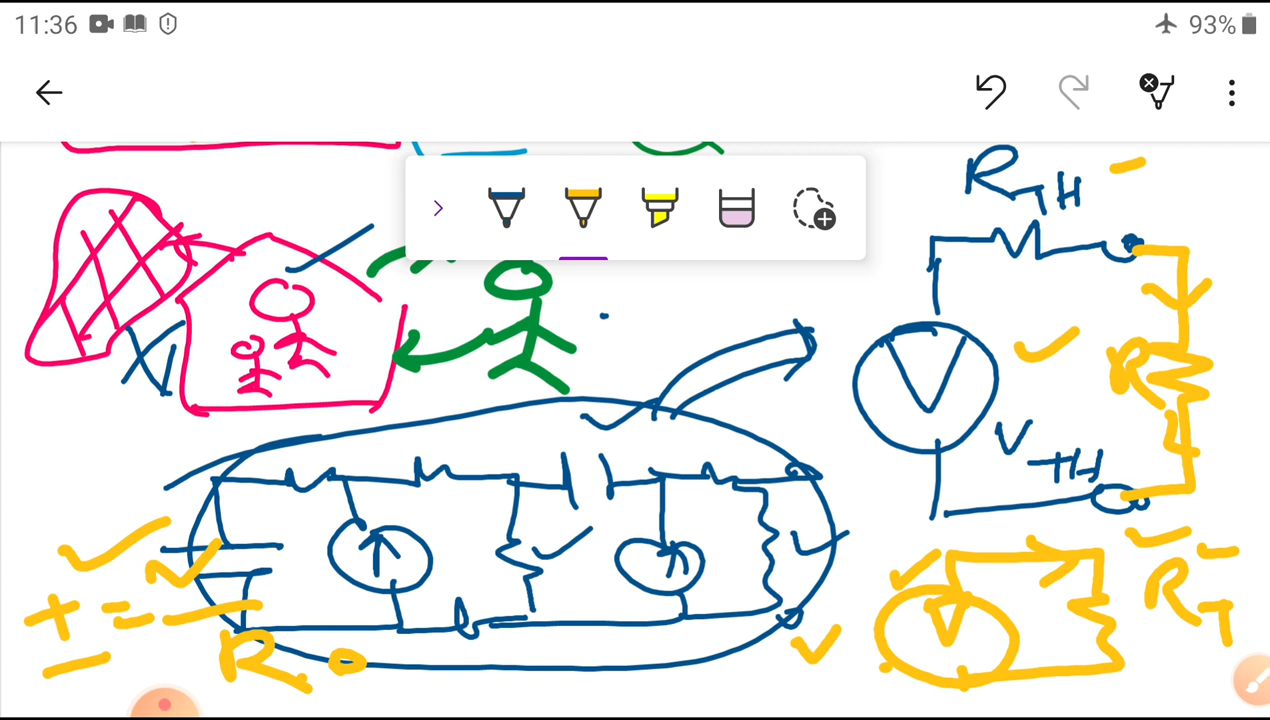 11:36
93%
RTH
V
R
VTH
L
V
RT
+ = -
R